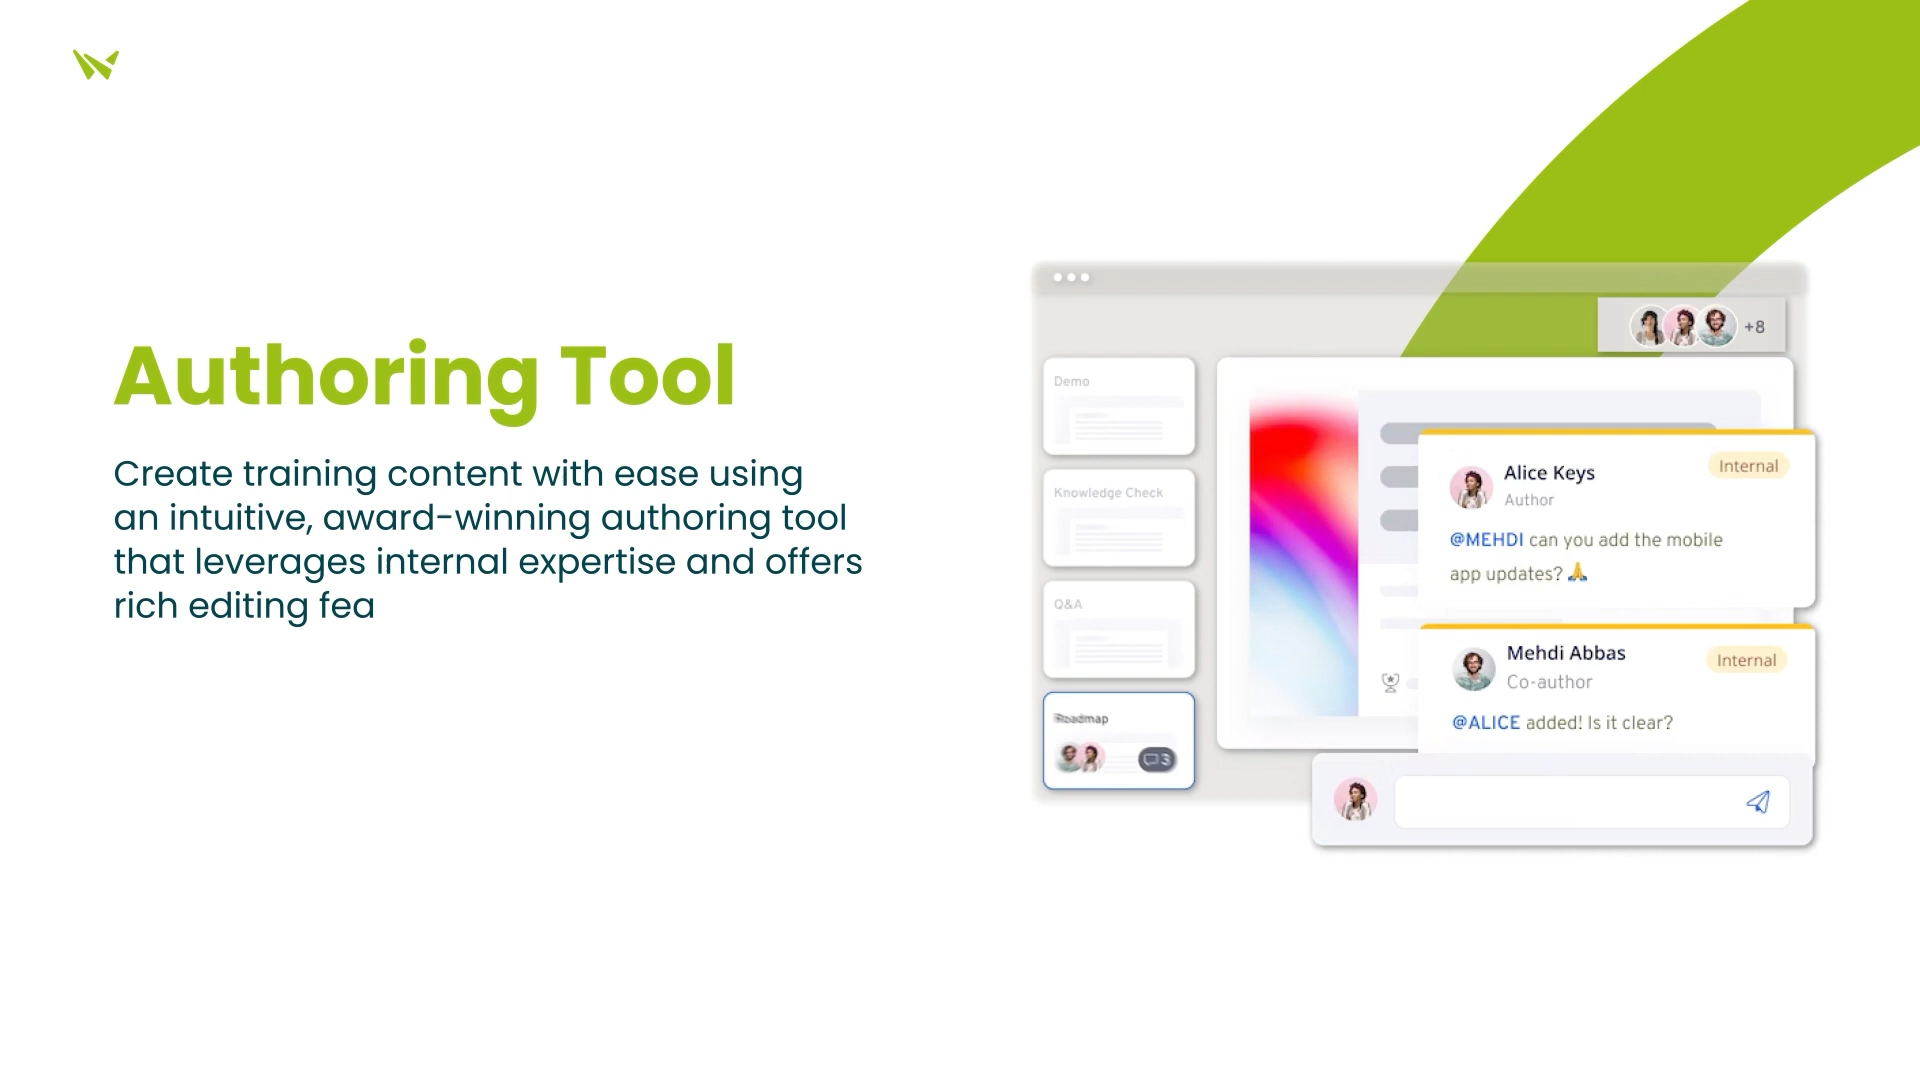 Authoring Tool
Create training content with ease using
an intuitive, award-winning authoring tool
that leverages internal expertise and offers
rich editing fea
+8
Demo
Knowledge Check
Q&A
Roadmap
3
Alice Keys
Internal
Author
@MEHDI can you add the mobile
app updates? 🙏
Mehdi Abbas
Internal
Co-author
@ALICE added! Is it clear?